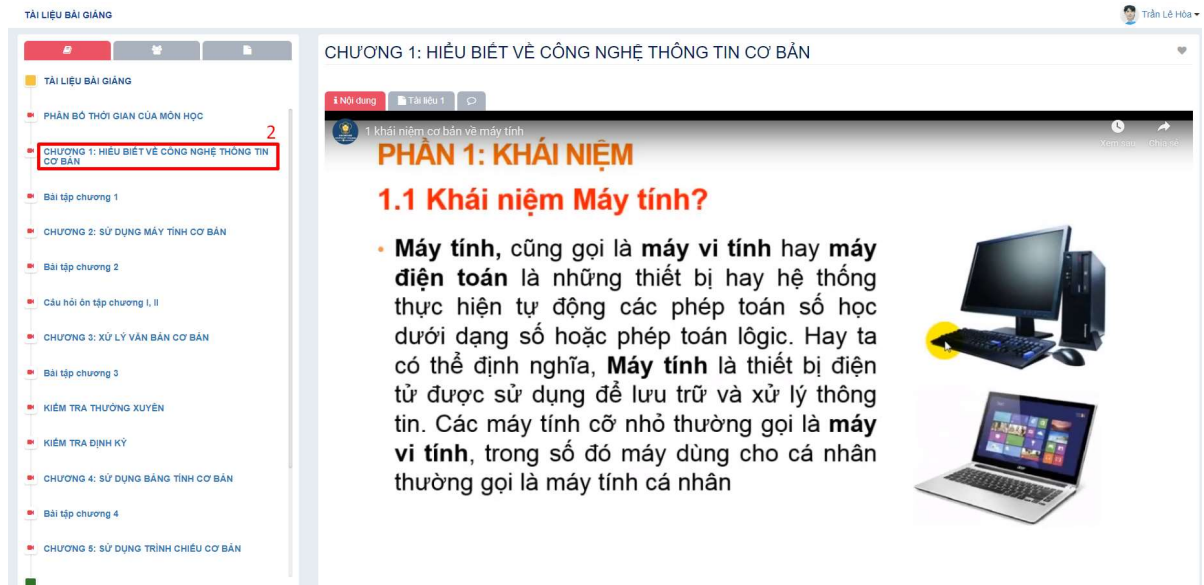 TÀI LIỆU BÀI GIẢNG
Trần Lê Hòa
TÀI LIỆU BÀI GIẢNG
PHÂN BỐ THỜI GIAN CỦA MÔN HỌC
2
CHƯƠNG 1: HIỂU BIẾT VỀ CÔNG NGHỆ THÔNG TIN
CƠ BẢN
Bài tập chương 1
CHƯƠNG 2: SỬ DỤNG MÁY TÍNH CƠ BẢN
Bài tập chương 2
Câu hỏi ôn tập chương I, II
CHƯƠNG 3: XỬ LÝ VĂN BẢN CƠ BẢN
Bài tập chương 3
KIỂM TRA THƯỜNG XUYÊN
KIỂM TRA ĐỊNH KỲ
CHƯƠNG 4: SỬ DỤNG BẢNG TÍNH CƠ BẢN
Bài tập chương 4
CHƯƠNG 5: SỬ DỤNG TRÌNH CHIẾU CƠ BẢN
CHƯƠNG 1: HIỂU BIẾT VỀ CÔNG NGHỆ THÔNG TIN CƠ BẢN
Nội dung Tài liệu 1
1 khái niệm cơ bản về máy tính
Xem sau Chia sẻ
PHẦN 1: KHÁI NIỆM
1.1 Khái niệm Máy tính?
• Máy tính, cũng gọi là máy vi tính hay máy
điện toán là những thiết bị hay hệ thống
thực hiện tự động các phép toán số học
dưới dạng số hoặc phép toán lôgic. Hay ta
có thể định nghĩa, Máy tính là thiết bị điện
tử được sử dụng để lưu trữ và xử lý thông
tin. Các máy tính cỡ nhỏ thường gọi là máy
vi tính, trong số đó máy dùng cho cá nhân
thường gọi là máy tính cá nhân